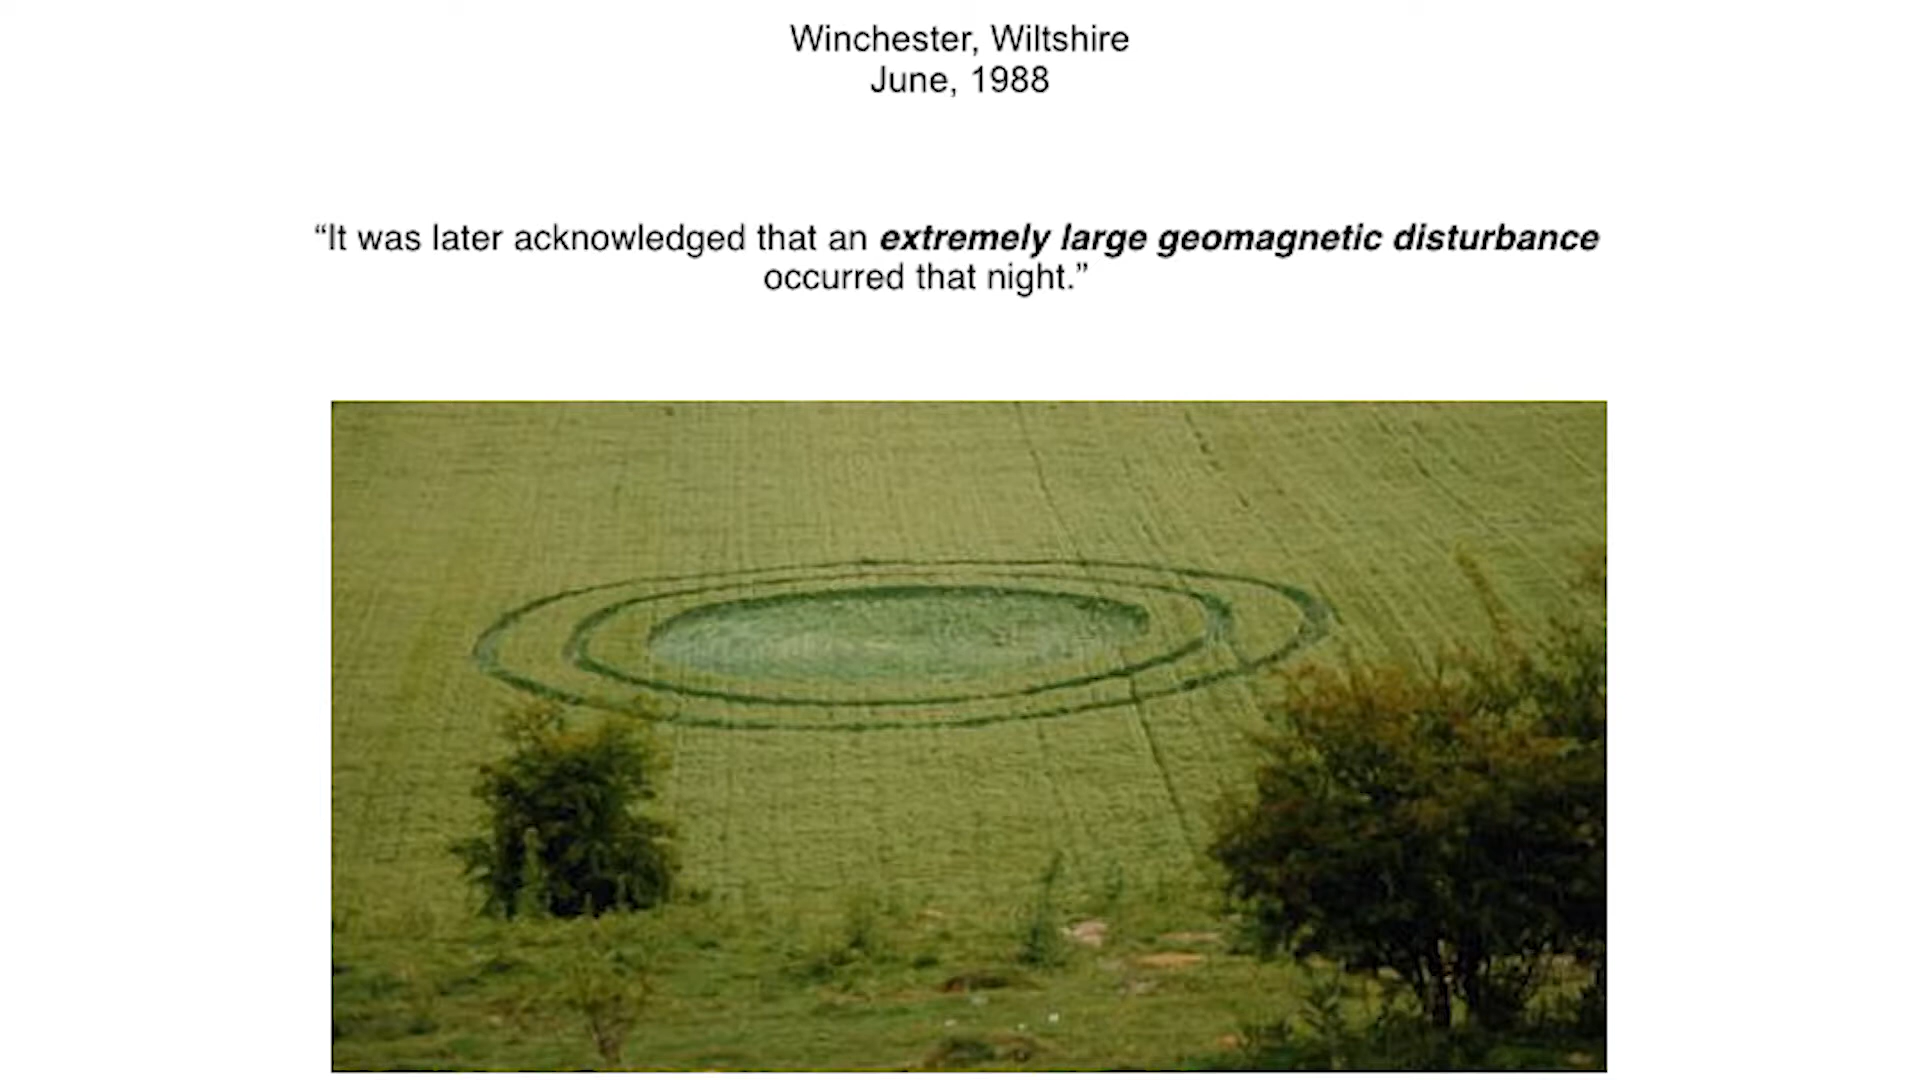 Winchester, Wiltshire
June, 1988
“It was later acknowledged that an extremely large geomagnetic disturbance
occurred that night.”